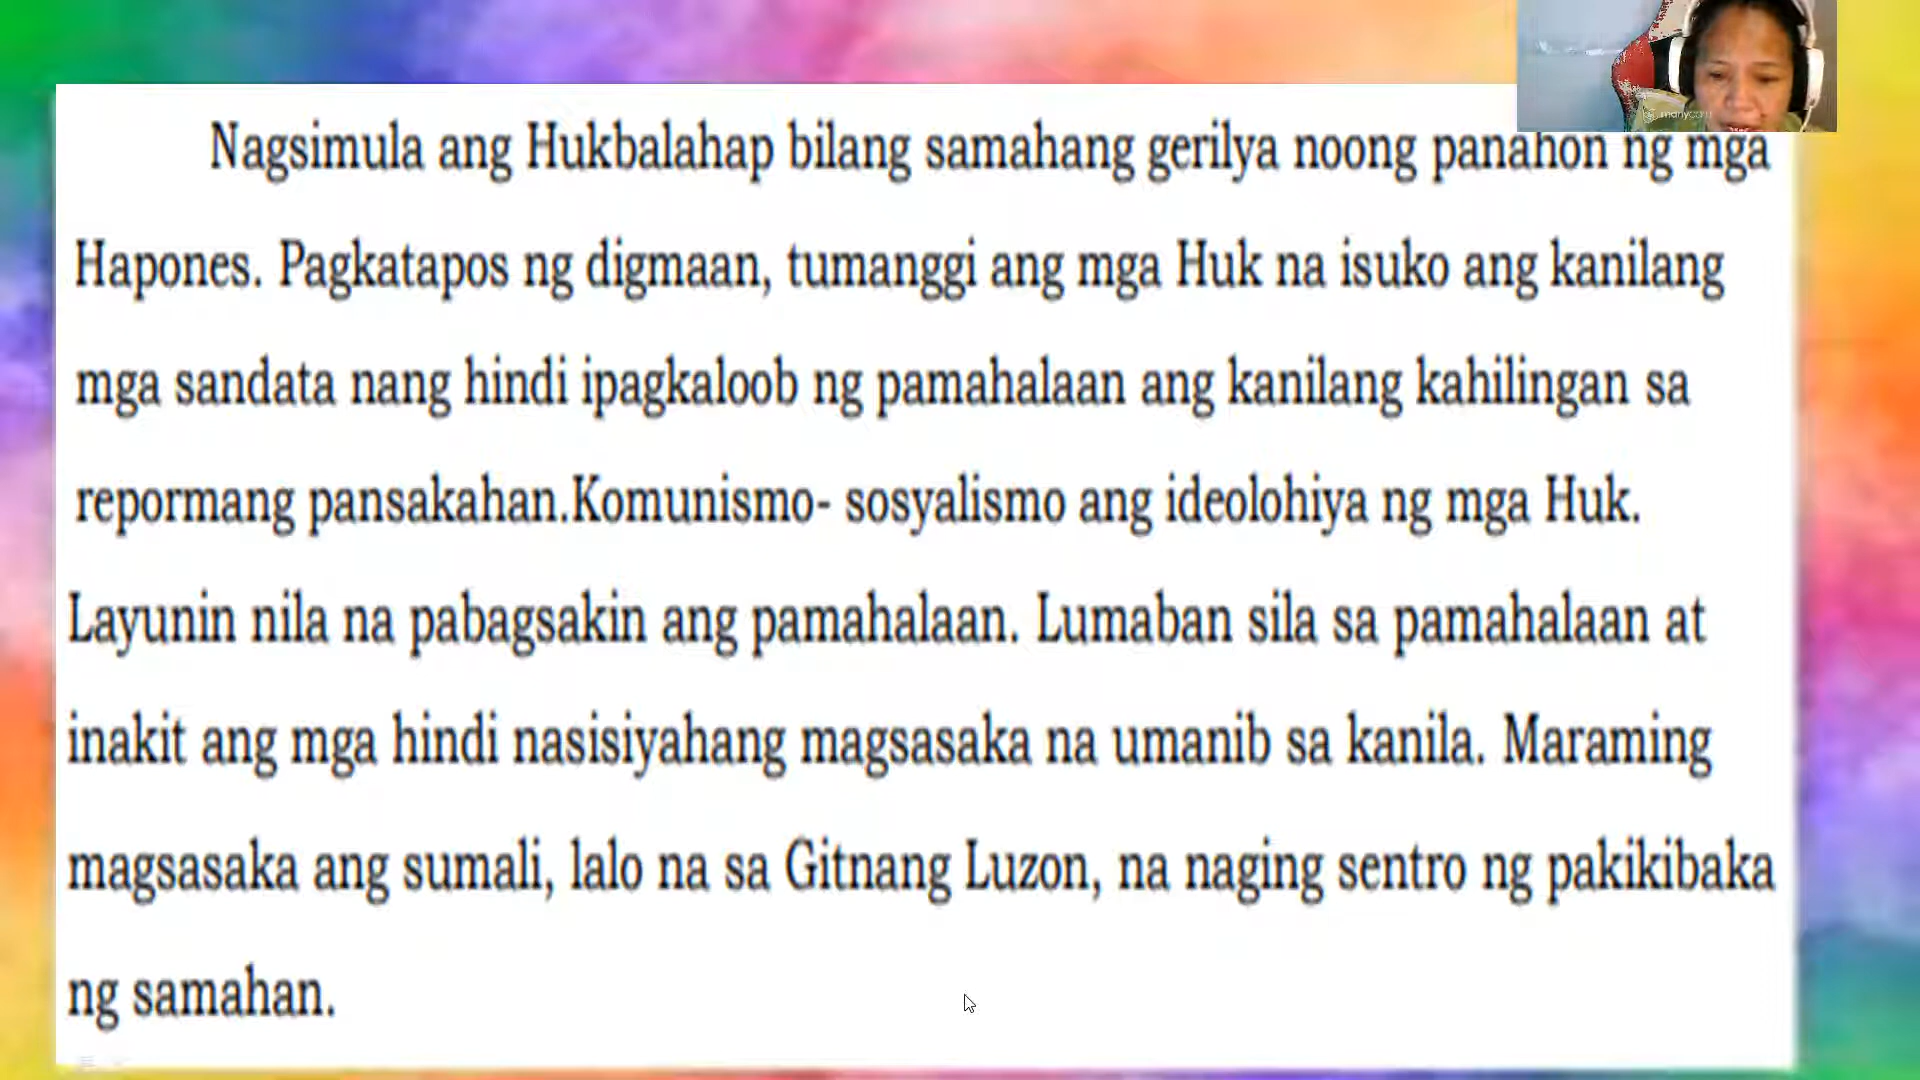 Nagsimula ang Hukbalahap bilang samahang gerilya noong panahon ng mga
Hapones. Pagkatapos ng digmaan, tumanggi ang mga Huk na isuko ang kanilang
mga sandata nang hindi ipagkaloob ng pamahalaan ang kanilang kahilingan sa
repormang pansakahan.Komunismo- sosyalismo ang ideolohiya ng mga Huk.
Layunin nila na pabagsakin ang pamahalaan. Lumaban sila sa pamahalaan at
inakit ang mga hindi nasisiyahang magsasaka na umanib sa kanila. Maraming
magsasaka ang sumali, lalo na sa Gitnang Luzon, na naging sentro ng pakikibaka
ng samahan.
manycam